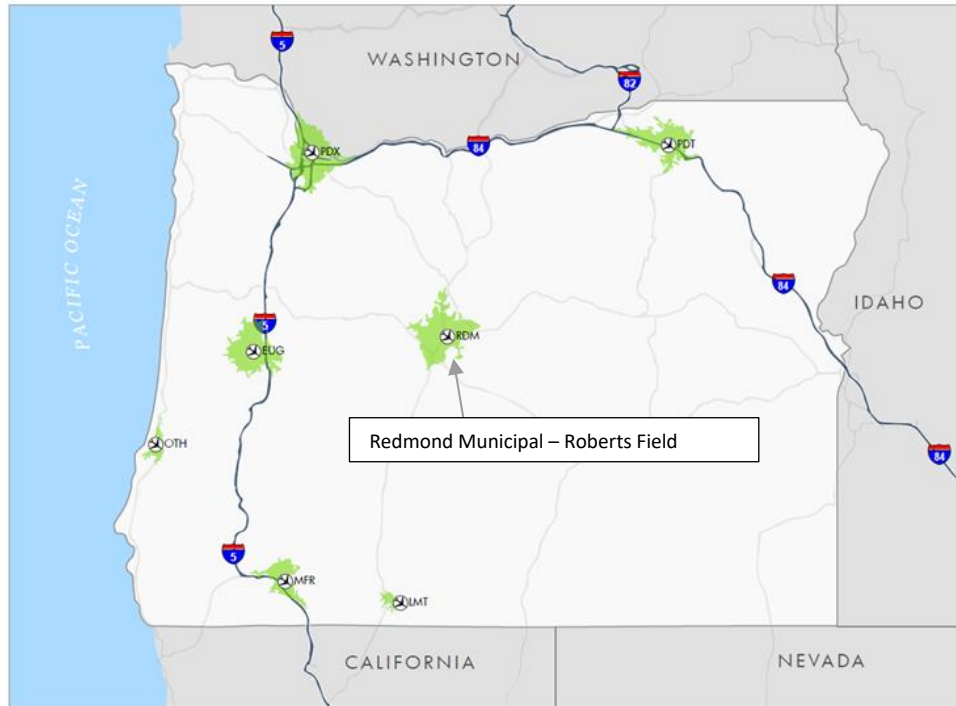 5
WASHINGTON
82
PDX
84
PDT
PACIFIC OCEAN
84
IDAHO
5
EUG
RDM
Redmond Municipal – Roberts Field
OTH
84
5
MFR
LMT
CALIFORNIA
NEVADA